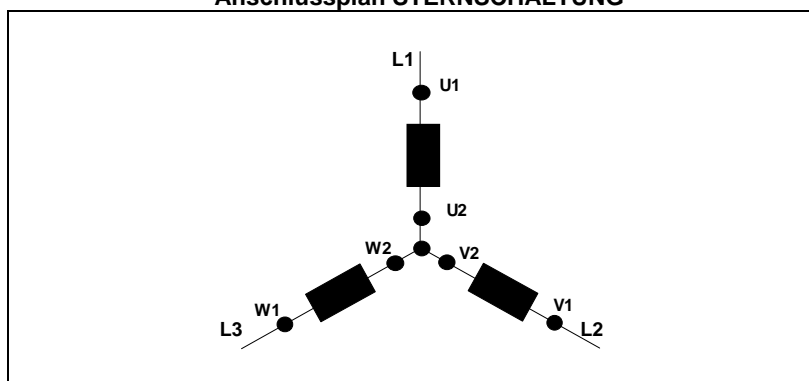 Anschlussplan STERNSCHALTUNG
L1
U1
U2
W2
V2
W1
V1
L3
L2